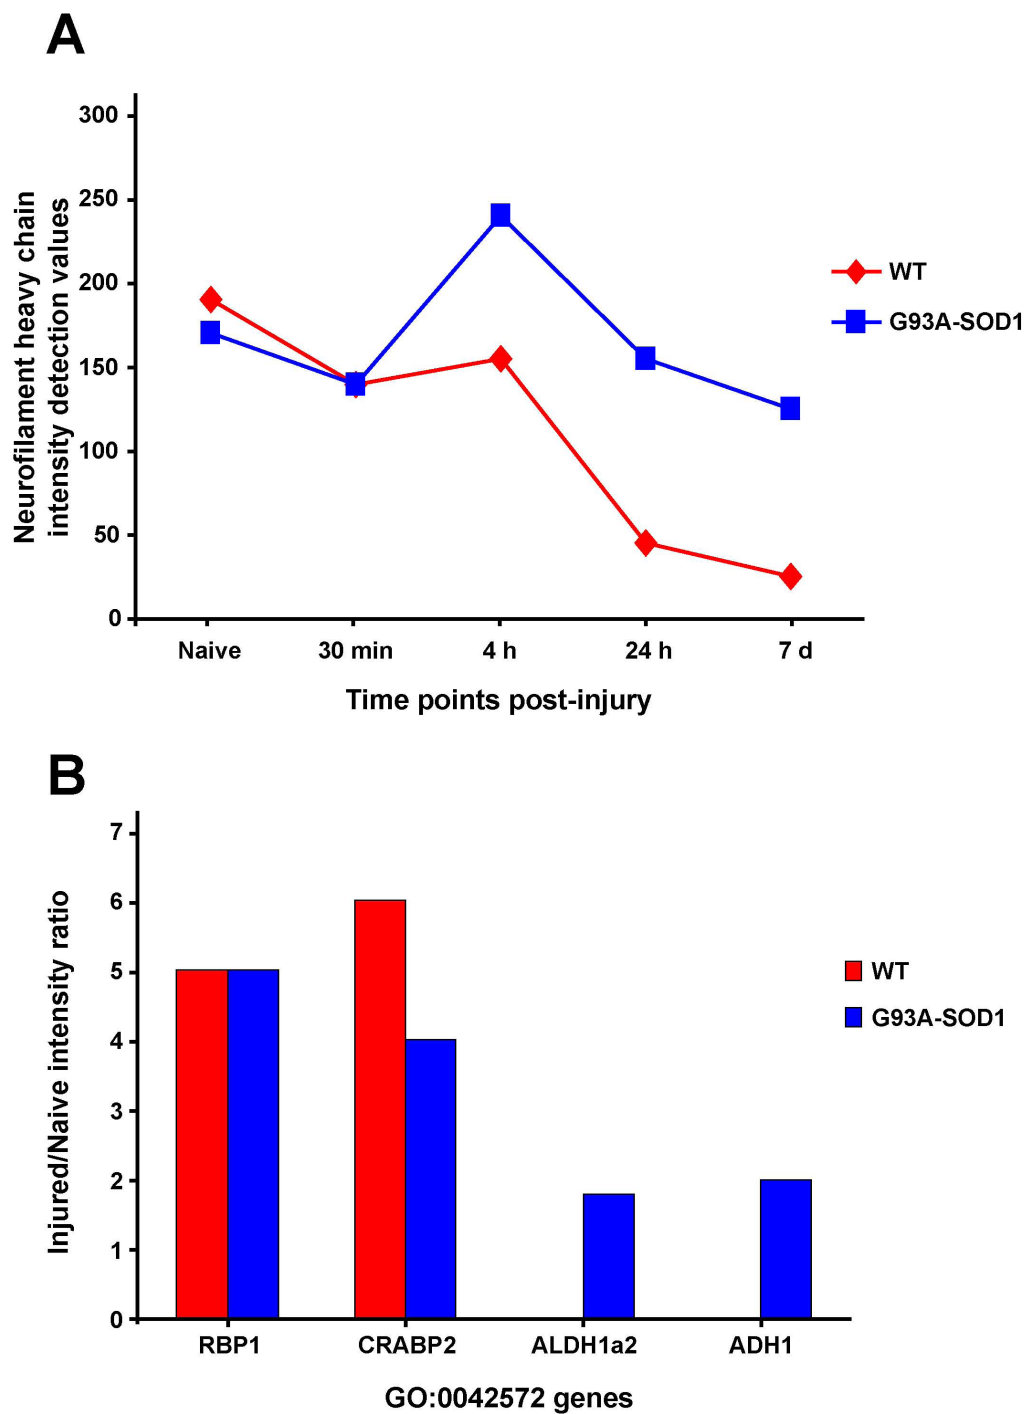 A
Neurofilament heavy chain
intensity detection values
300
250
200
150
100
50
0
Naive 30 min 4 h 24 h 7 d
Time points post-injury
WT
G93A-SOD1
B
Injured/Naive intensity ratio
7
6
5
4
3
2
1
0
RBP1 CRABP2 ALDH1a2 ADH1
GO:0042572 genes
WT
G93A-SOD1